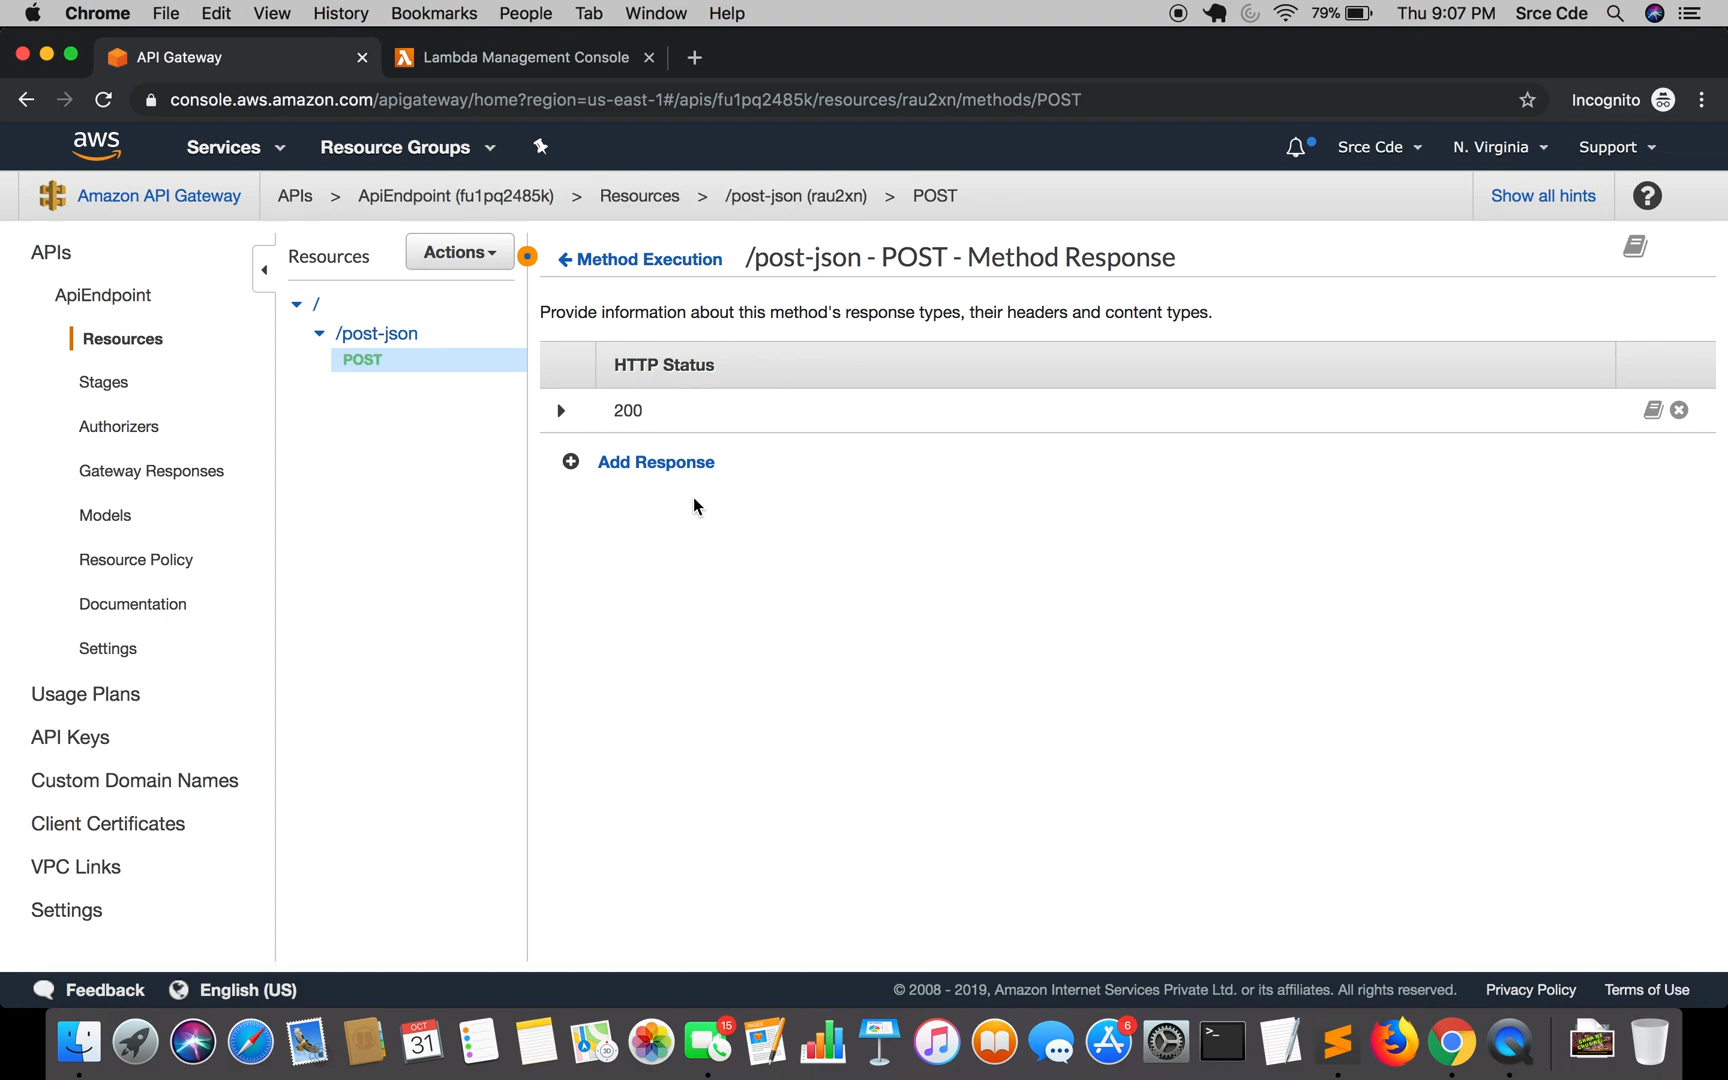 Chrome File Edit View History Bookmarks People Tab Window Help 79% Thu 9:07 PM Srce Cde
API Gateway Lambda Management Console
console.aws.amazon.com/apigateway/home?region=us-east-1#/apis/fu1pq2485k/resources/rau2xn/methods/POST Incognito
aws Services Resource Groups Srce Cde N. Virginia Support
Amazon API Gateway APIs > ApiEndpoint (fu1pq2485k) > Resources > /post-json (rau2xn) > POST Show all hints ?
APIs
ApiEndpoint
Resources
Stages
Authorizers
Gateway Responses
Models
Resource Policy
Documentation
Settings
Usage Plans
API Keys
Custom Domain Names
Client Certificates
VPC Links
Settings
Resources Actions
/
/post-json
POST
Method Execution /post-json - POST - Method Response
Provide information about this method's response types, their headers and content types.
HTTP Status
200
Add Response
Feedback English (US) © 2008 - 2019, Amazon Internet Services Private Ltd. or its affiliates. All rights reserved. Privacy Policy Terms of Use
OCT
31
3D
15
PAGES
6